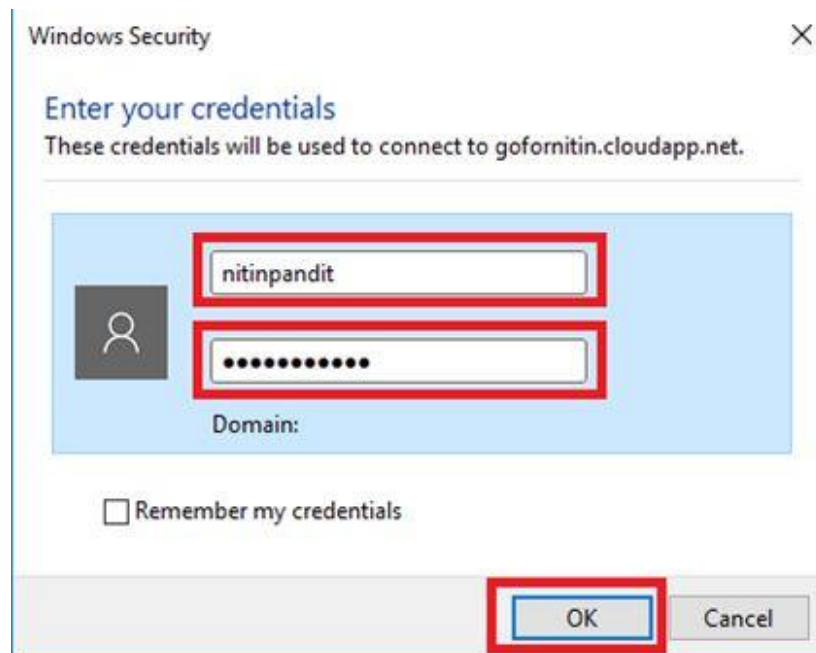 Windows Security
Enter your credentials
These credentials will be used to connect to gofornitin.cloudapp.net.
nitinpandit
●●●●●●●●●●●
Domain:
Remember my credentials
OK
Cancel